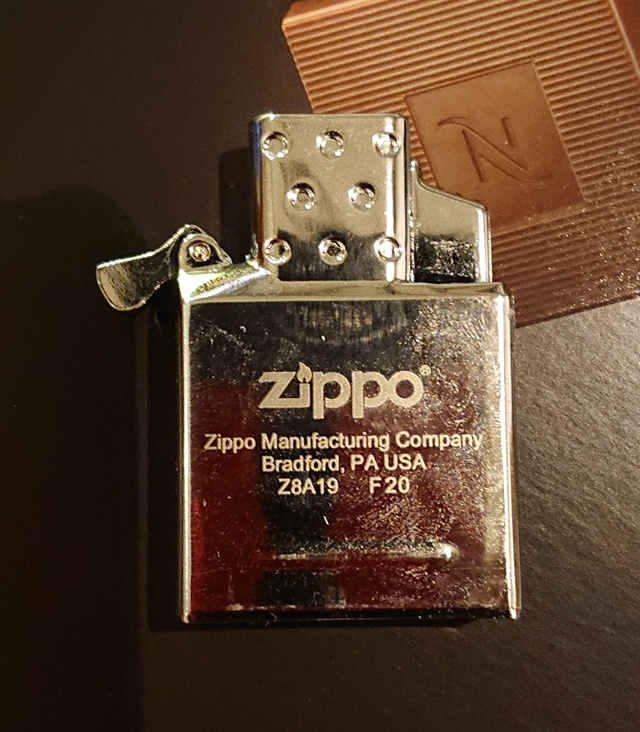 N
zippo®
Zippo Manufacturing Company
Bradford, PA USA
Z8A19 F20